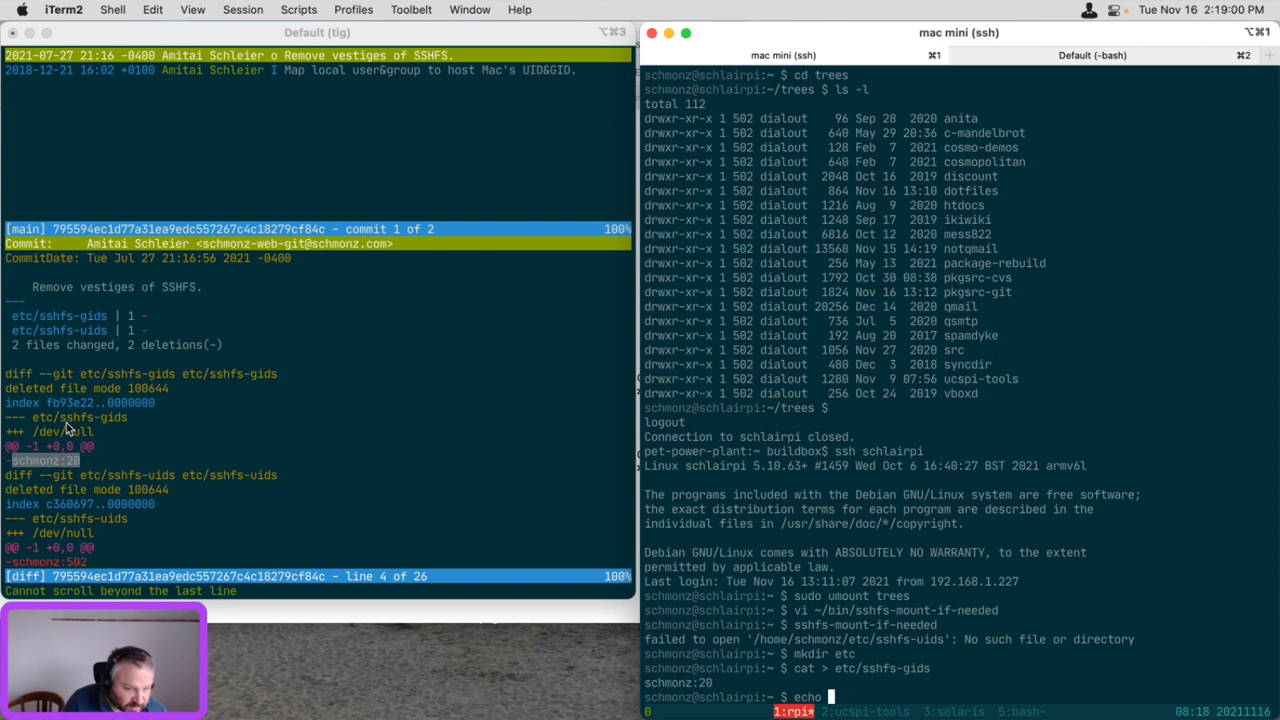 iTerm2 Shell Edit View Session Scripts Profiles Toolbelt Window Help Tue Nov 16 2:19:00 PM
Default (tig) ⌥⌘3
2021-07-27 21:16 -0400 Amitai Schleier o Remove vestiges of SSHFS.
2018-12-21 16:02 +0100 Amitai Schleier I Map local user&group to host Mac's UID&GID.
[main] 795594ec1d77a31ea9edc557267c4c18279cf84c - commit 1 of 2 100%
Commit: Amitai Schleier <schmonz-web-git@schmonz.com>
CommitDate: Tue Jul 27 21:16:56 2021 -0400
Remove vestiges of SSHFS.
---
etc/sshfs-gids | 1 -
etc/sshfs-uids | 1 -
2 files changed, 2 deletions(-)
diff --git etc/sshfs-gids etc/sshfs-gids
deleted file mode 100644
index fb93e22..0000000
--- etc/sshfs-gids
+++ /dev/null
@@ -1 +0,0 @@
-schmonz:20
diff --git etc/sshfs-uids etc/sshfs-uids
deleted file mode 100644
index c360697..0000000
--- etc/sshfs-uids
+++ /dev/null
@@ -1 +0,0 @@
-schmonz:502
[diff] 795594ec1d77a31ea9edc557267c4c18279cf84c - line 4 of 26 100%
Cannot scroll beyond the last line
mac mini (ssh) ⌥⌘1
mac mini (ssh) ⌘1 Default (-bash) ⌘2
schmonz@schlairpi:~ $ cd trees
schmonz@schlairpi:~/trees $ ls -l
total 112
drwxr-xr-x 1 502 dialout 96 Sep 28 2020 anita
drwxr-xr-x 1 502 dialout 640 May 29 20:36 c-mandelbrot
drwxr-xr-x 1 502 dialout 128 Feb 7 2021 cosmo-demos
drwxr-xr-x 1 502 dialout 640 Feb 7 2021 cosmopolitan
drwxr-xr-x 1 502 dialout 2048 Oct 16 2019 discount
drwxr-xr-x 1 502 dialout 864 Nov 16 13:10 dotfiles
drwxr-xr-x 1 502 dialout 1216 Aug 9 2020 htdocs
drwxr-xr-x 1 502 dialout 1248 Sep 17 2019 ikiwiki
drwxr-xr-x 1 502 dialout 6816 Oct 12 2020 mess822
drwxr-xr-x 1 502 dialout 13568 Nov 15 14:19 notqmail
drwxr-xr-x 1 502 dialout 256 May 13 2021 package-rebuild
drwxr-xr-x 1 502 dialout 1792 Oct 30 08:38 pkgsrc-cvs
drwxr-xr-x 1 502 dialout 1824 Nov 16 13:12 pkgsrc-git
drwxr-xr-x 1 502 dialout 20256 Dec 14 2020 qmail
drwxr-xr-x 1 502 dialout 736 Jul 5 2020 qsmtp
drwxr-xr-x 1 502 dialout 192 Aug 20 2017 spamdyke
drwxr-xr-x 1 502 dialout 1056 Nov 27 2020 src
drwxr-xr-x 1 502 dialout 480 Dec 3 2018 syncdir
drwxr-xr-x 1 502 dialout 1280 Nov 9 07:56 ucspi-tools
drwxr-xr-x 1 502 dialout 256 Oct 24 2019 vboxd
schmonz@schlairpi:~/trees $
logout
Connection to schlairpi closed.
pet-power-plant:~ buildbox$ ssh schlairpi
Linux schlairpi 5.10.63+ #1459 Wed Oct 6 16:40:27 BST 2021 armv6l
The programs included with the Debian GNU/Linux system are free software;
the exact distribution terms for each program are described in the
individual files in /usr/share/doc/*/copyright.
Debian GNU/Linux comes with ABSOLUTELY NO WARRANTY, to the extent
permitted by applicable law.
Last login: Tue Nov 16 13:11:07 2021 from 192.168.1.227
schmonz@schlairpi:~ $ sudo umount trees
schmonz@schlairpi:~ $ vi ~/bin/sshfs-mount-if-needed
schmonz@schlairpi:~ $ sshfs-mount-if-needed
failed to open '/home/schmonz/etc/sshfs-uids': No such file or directory
schmonz@schlairpi:~ $ mkdir etc
schmonz@schlairpi:~ $ cat > etc/sshfs-gids
schmonz:20
schmonz@schlairpi:~ $ echo
0 1:rpi* 2:ucspi-tools 3:solaris 5:bash- 08:18 20211116